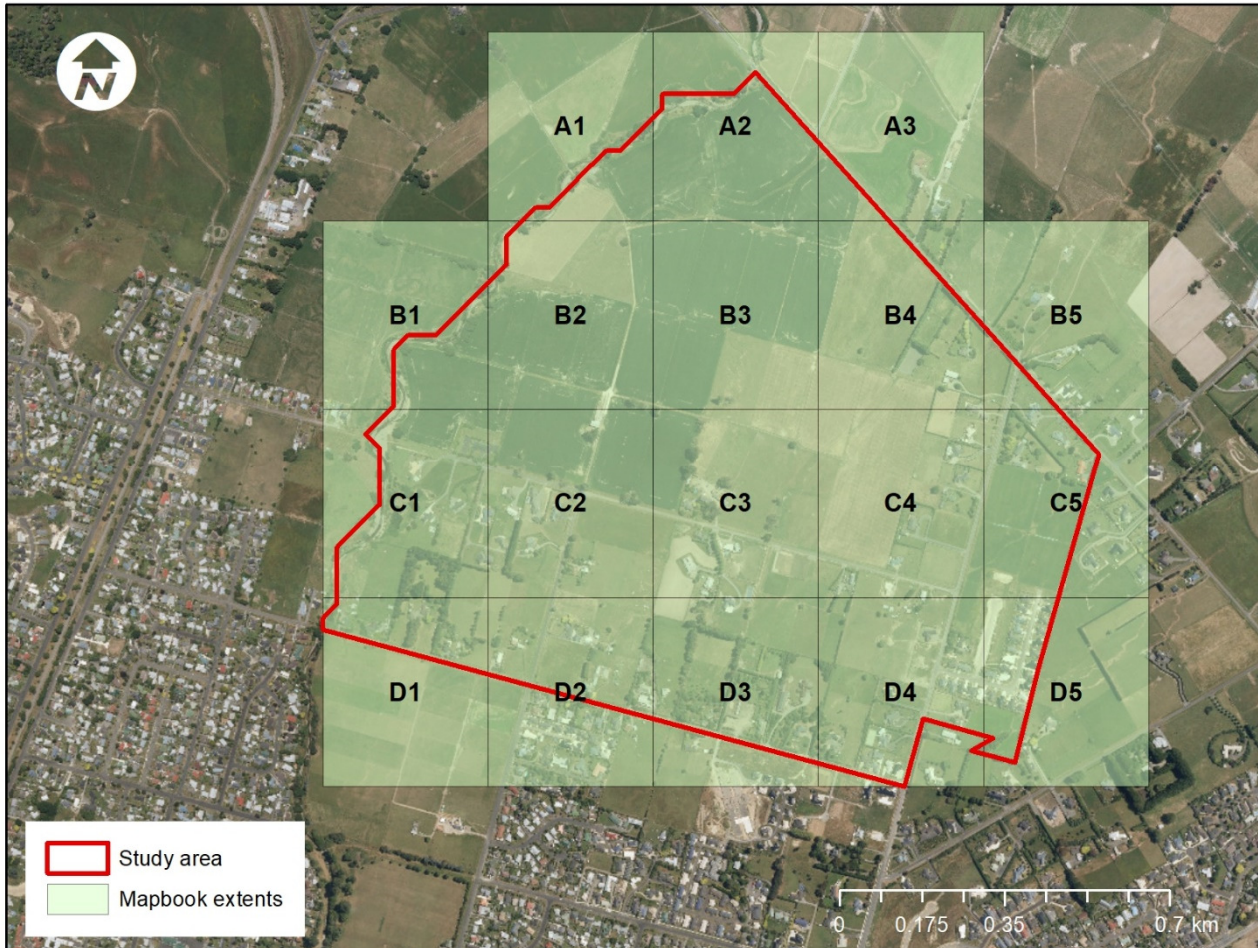 N
A1 A2 A3
B1 B2 B3 B4 B5
C1 C2 C3 C4 C5
D1 D2 D3 D4 D5
Study area
Mapbook extents
0 0.175 0.35 0.7 km